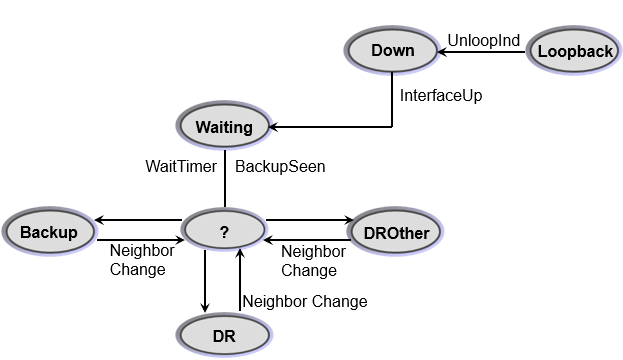 Down
UnloopInd
Loopback
InterfaceUp
Waiting
WaitTimer
BackupSeen
Backup
?
DROther
Neighbor
Change
Neighbor
Change
Neighbor Change
DR